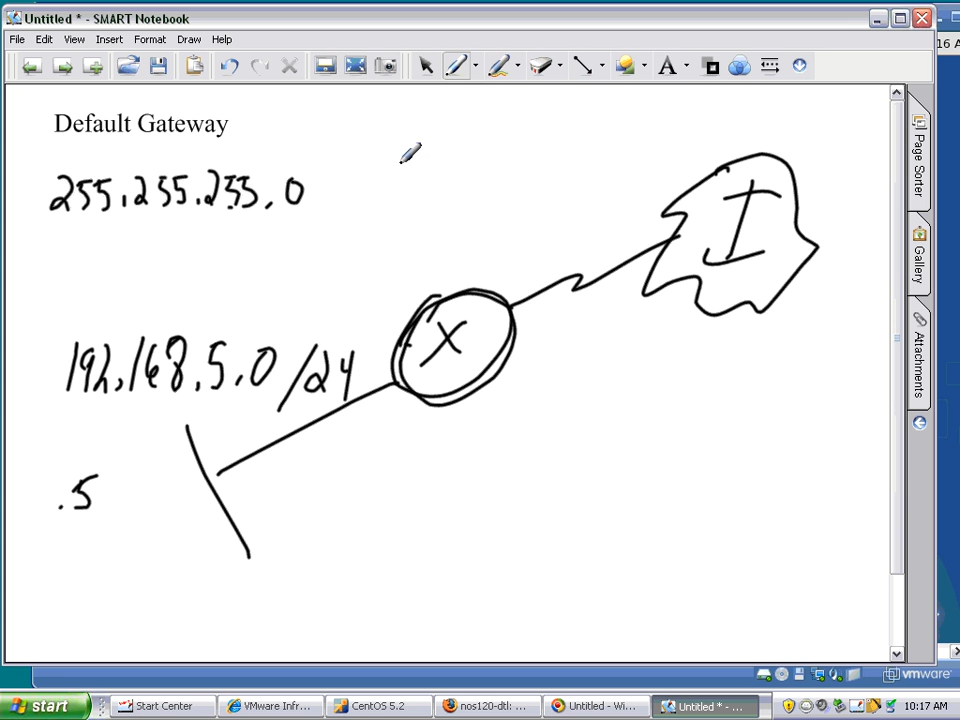 Untitled * - SMART Notebook
File Edit View Insert Format Draw Help
16 A
Default Gateway
255.255.255.0
I
X
192.168.5.0 /24
.5
Page Sorter
Gallery
Attachments
vmware
start Start Center VMware Infr... CentOS 5.2 nos120-dtl: ... Untitled - Wi... Untitled * - ... 10:17 AM